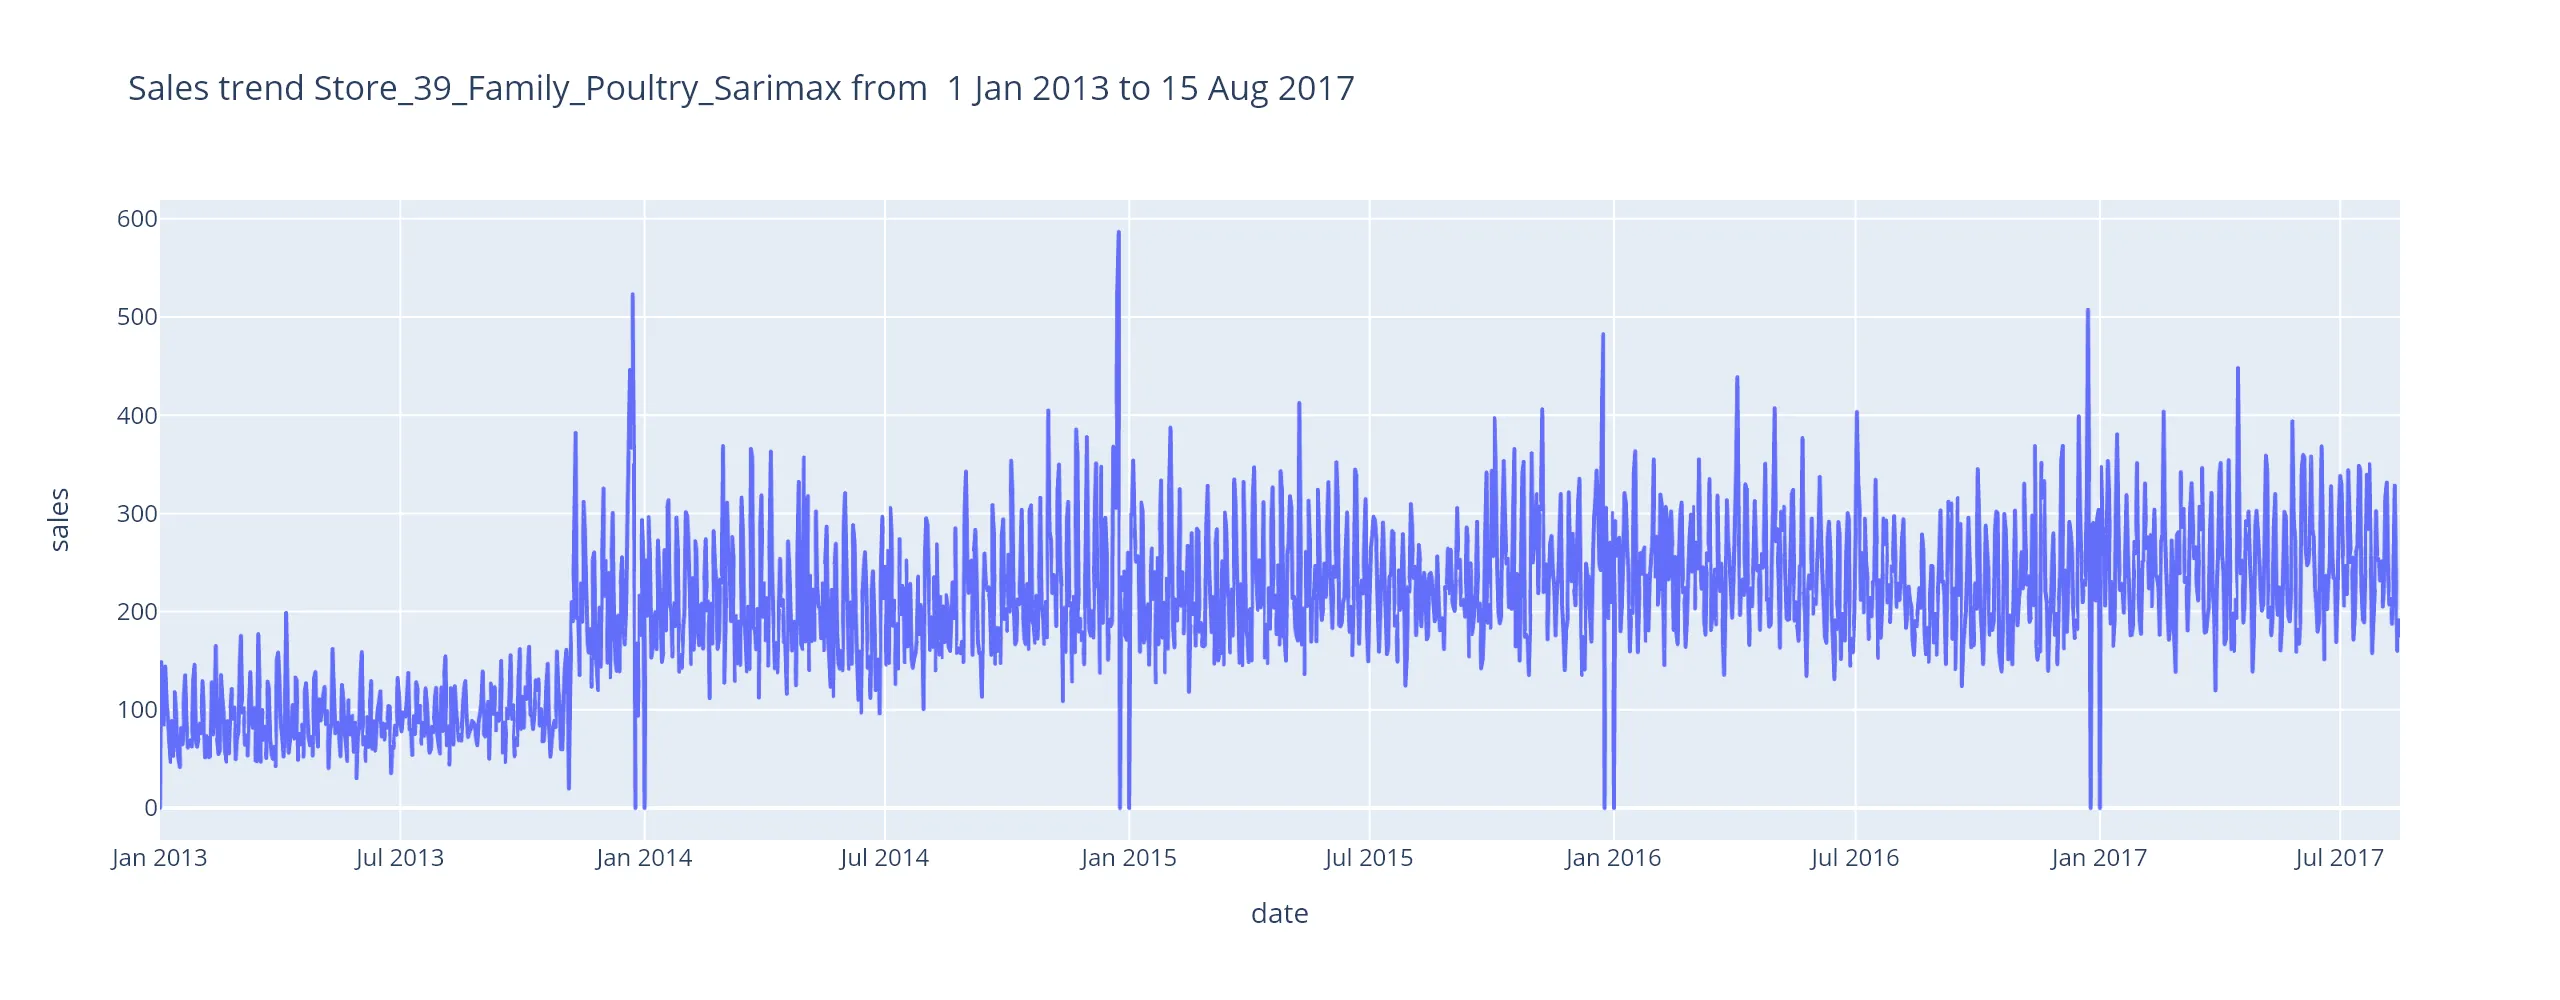 Sales trend Store_39_Family_Poultry_Sarimax from  1 Jan 2013 to 15 Aug 2017
600
500
400
300
200
100
0
sales
Jan 2013
Jul 2013
Jan 2014
Jul 2014
Jan 2015
Jul 2015
Jan 2016
Jul 2016
Jan 2017
Jul 2017
date